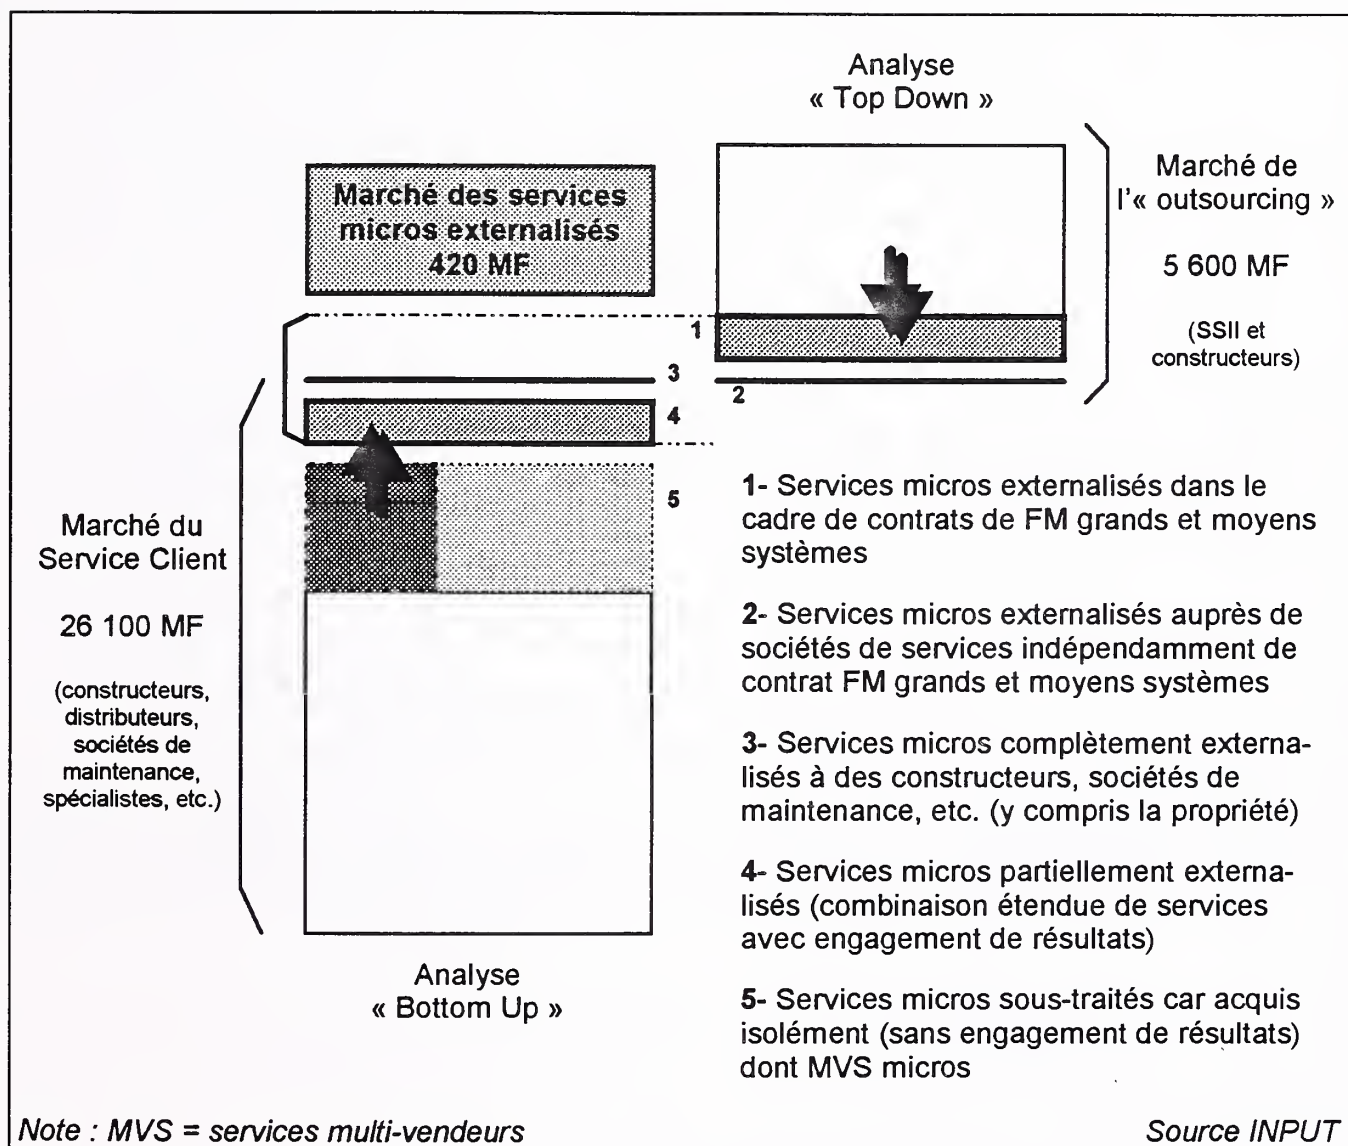 Analyse
« Top Down »
Marché des services
micros externalisés
420 MF
Marché de
l'« outsourcing »
5 600 MF
(SSII et
constructeurs)
1
3
2
4
5
Marché du
Service Client
26 100 MF
(constructeurs,
distributeurs,
sociétés de
maintenance,
spécialistes, etc.)
Analyse
« Bottom Up »
1- Services micros externalisés dans le
cadre de contrats de FM grands et moyens
systèmes
2- Services micros externalisés auprès de
sociétés de services indépendamment de
contrat FM grands et moyens systèmes
3- Services micros complètement externa-
lisés à des constructeurs, sociétés de
maintenance, etc. (y compris la propriété)
4- Services micros partiellement externa-
lisés (combinaison étendue de services
avec engagement de résultats)
5- Services micros sous-traités car acquis
isolément (sans engagement de résultats)
dont MVS micros
Note : MVS = services multi-vendeurs
Source INPUT